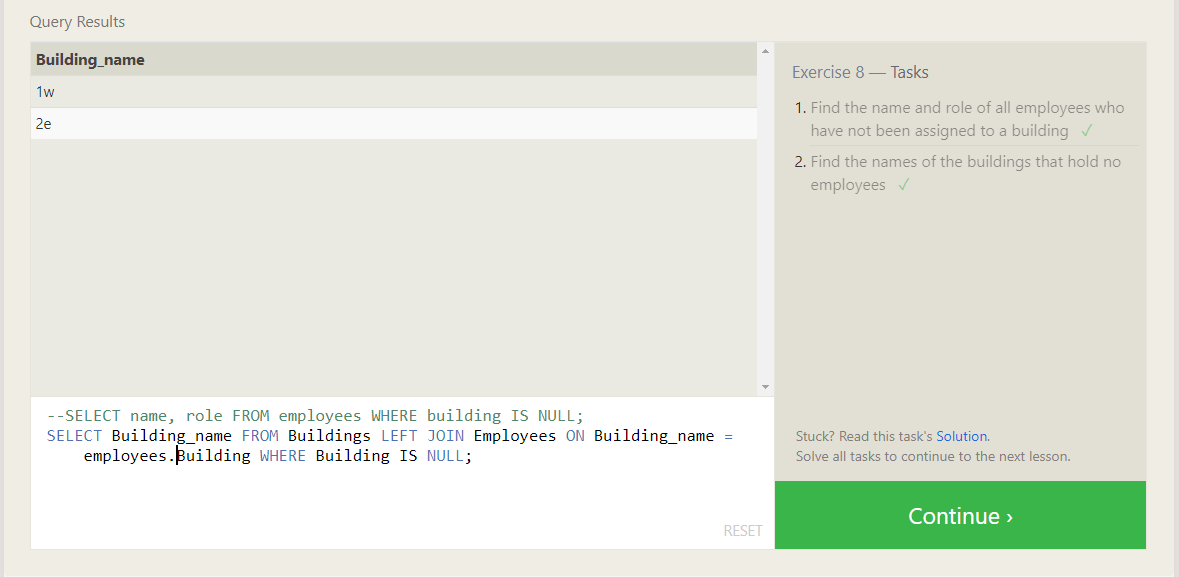 Query Results
Building_name
1w
2e
--SELECT name, role FROM employees WHERE building IS NULL;
SELECT Building_name FROM Buildings LEFT JOIN Employees ON Building_name =
employees.Building WHERE Building IS NULL;
RESET
Exercise 8 — Tasks
1. Find the name and role of all employees who
have not been assigned to a building ✓
2. Find the names of the buildings that hold no
employees ✓
Stuck? Read this task's Solution.
Solve all tasks to continue to the next lesson.
Continue ›